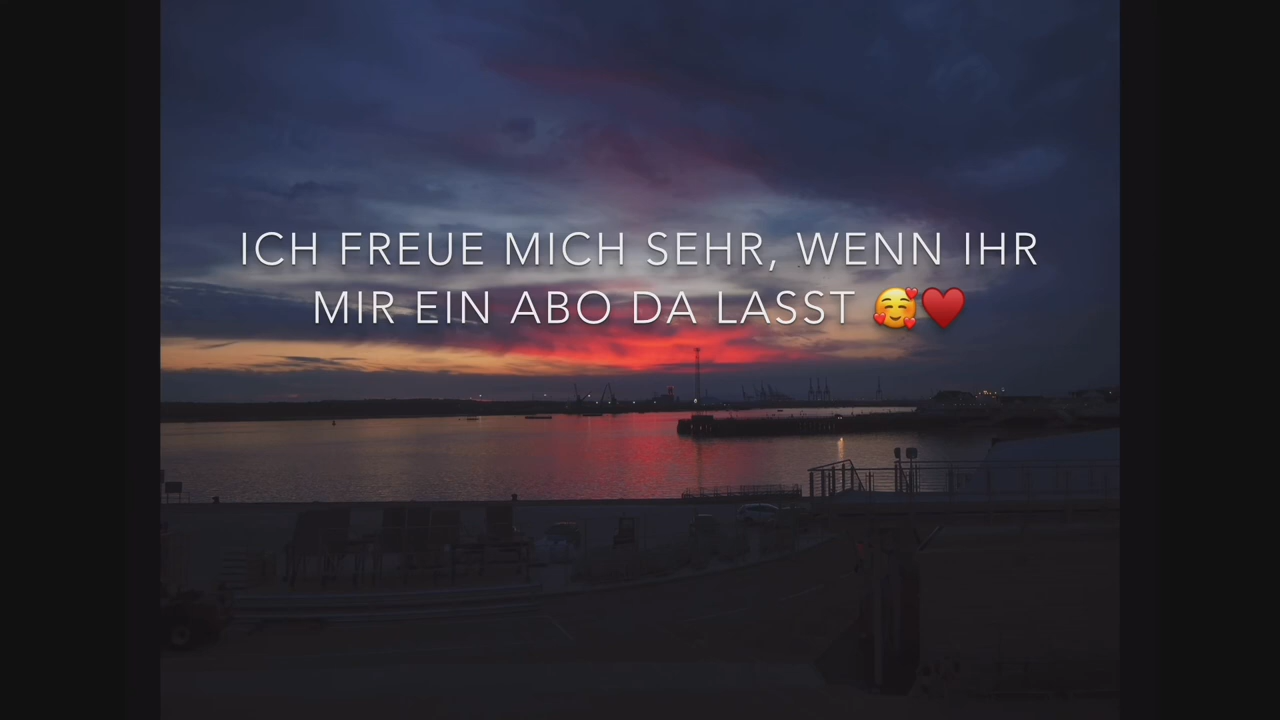 ICH FREUE MICH SEHR, WENN IHR
MIR EIN ABO DA LASST 🥰♥️